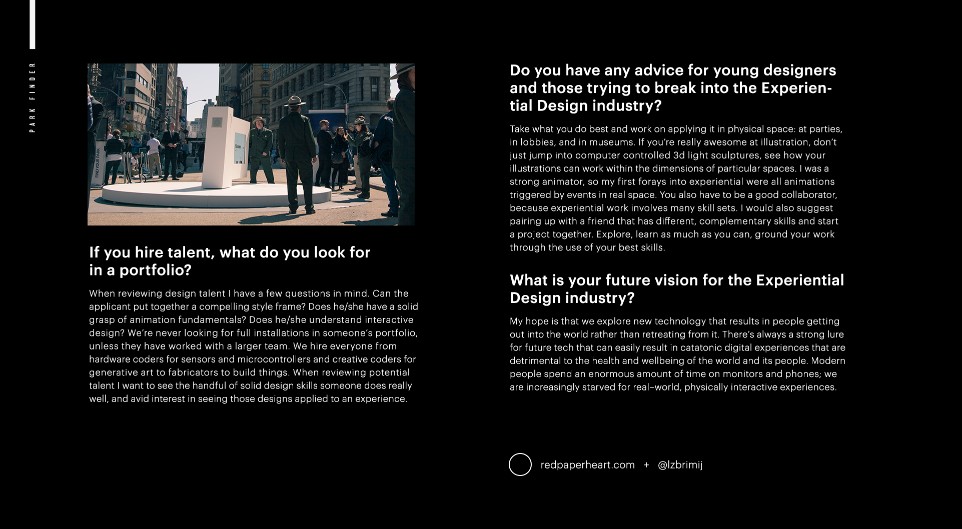 PARK FINDER
If you hire talent, what do you look for
in a portfolio?
When reviewing design talent I have a few questions in mind. Can the
applicant put together a compelling style frame? Does he/she have a solid
grasp of animation fundamentals? Does he/she understand interactive
design? We're never looking for full installations in someone's portfolio,
unless they have worked with a larger team. We hire everyone from
hardware coders for sensors and microcontrollers and creative coders for
generative art to fabricators to build things. When reviewing potential
talent I want to see the handful of solid design skills someone does really
well, and avid interest in seeing those designs applied to an experience.
Do you have any advice for young designers
and those trying to break into the Experien-
tial Design industry?
Take what you do best and work on applying it in physical space: at parties,
in lobbies, and in museums. If you're really awesome at illustration, don't
just jump into computer controlled 3d light sculptures, see how your
illustrations can work within the dimensions of particular spaces. I was a
strong animator, so my first forays into experiential were all animations
triggered by events in real space. You also have to be a good collaborator,
because experiential work involves many skill sets. I would also suggest
pairing up with a friend that has different, complementary skills and start
a project together. Explore, learn as much as you can, ground your work
through the use of your best skills.
What is your future vision for the Experiential
Design industry?
My hope is that we explore new technology that results in people getting
out into the world rather than retreating from it. There's always a strong lure
for future tech that can easily result in catatonic digital experiences that are
detrimental to the health and wellbeing of the world and its people. Modern
people spend an enormous amount of time on monitors and phones; we
are increasingly starved for real-world, physically interactive experiences.
redpaperheart.com + @lzbrimij